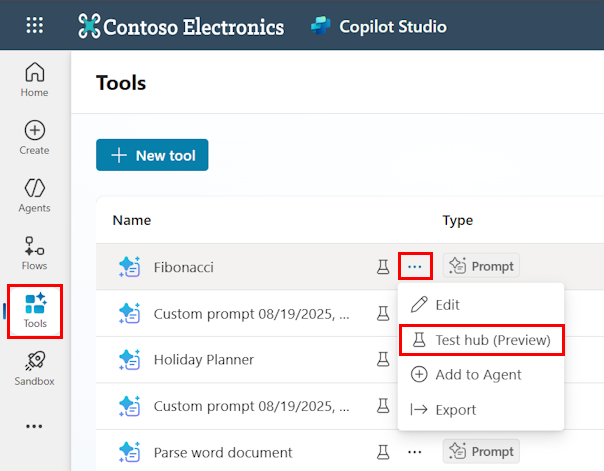 Contoso Electronics Copilot Studio
Home
Create
Agents
Flows
Tools
Sandbox
...
Tools
+ New tool
Name Type
Fibonacci ... Prompt
Custom prompt 08/19/2025, ...
Holiday Planner
Custom prompt 08/19/2025, ...
Parse word document ... Prompt
Edit
Test hub (Preview)
Add to Agent
Export